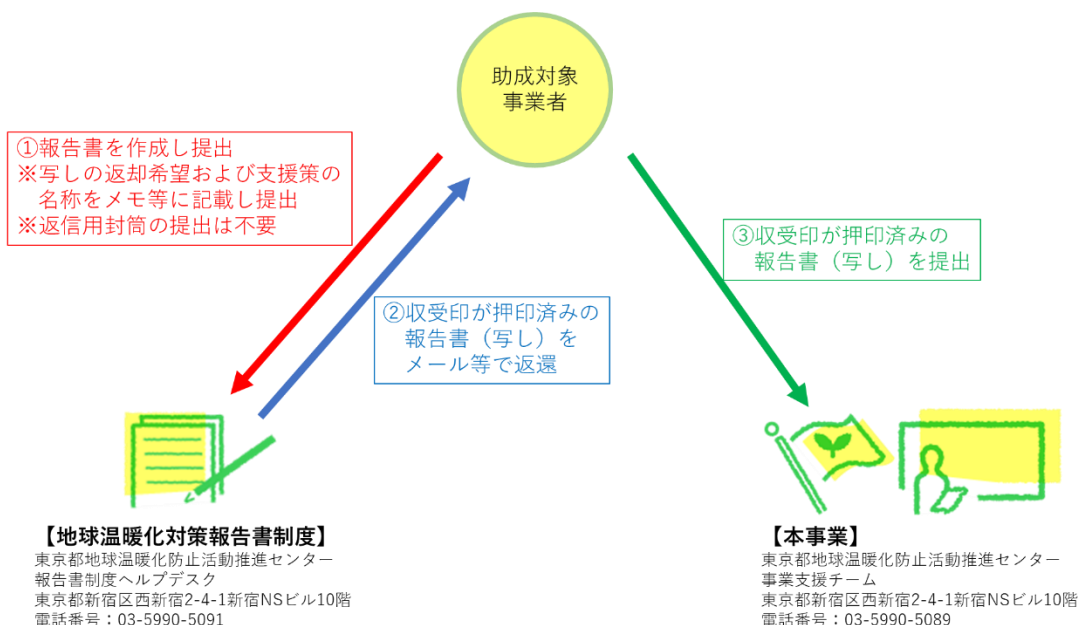 助成対象
事業者
①報告書を作成し提出
※写しの返却希望および支援策の
名称をメモ等に記載し提出
※返信用封筒の提出は不要
②収受印が押印済みの
報告書（写し）を
メール等で返還
③収受印が押印済みの
報告書（写し）を提出
【地球温暖化対策報告書制度】
東京都地球温暖化防止活動推進センター
報告書制度ヘルプデスク
東京都新宿区西新宿2-4-1新宿NSビル10階
電話番号：03-5990-5091
【本事業】
東京都地球温暖化防止活動推進センター
事業支援チーム
東京都新宿区西新宿2-4-1新宿NSビル10階
電話番号：03-5990-5089